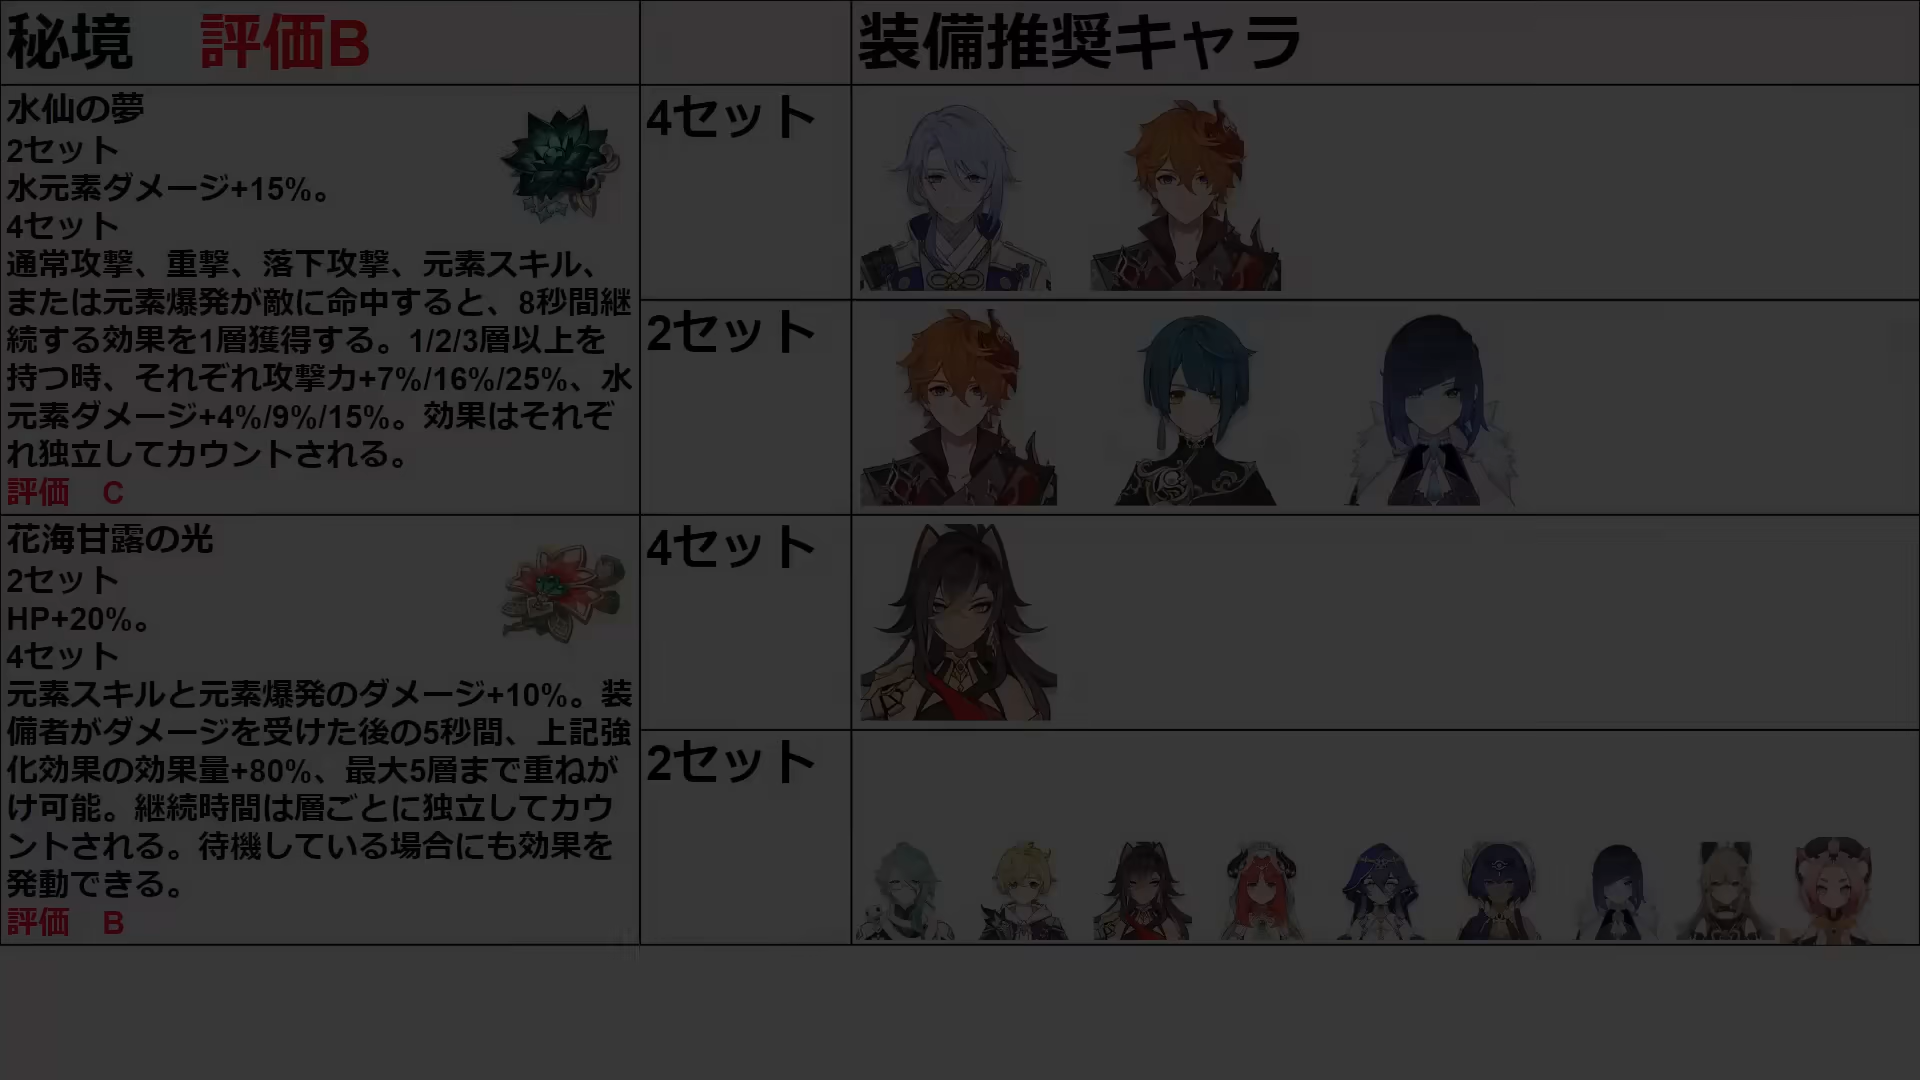 秘境　評価B
装備推奨キャラ
水仙の夢
2セット
水元素ダメージ+15%。
4セット
通常攻撃、重撃、落下攻撃、元素スキル、
または元素爆発が敵に命中すると、8秒間継
続する効果を1層獲得する。1/2/3層以上を
持つ時、それぞれ攻撃力+7%/16%/25%、水
元素ダメージ+4%/9%/15%。効果はそれぞ
れ独立してカウントされる。
評価　C
4セット
2セット
花海甘露の光
2セット
HP+20%。
4セット
元素スキルと元素爆発のダメージ+10%。装
備者がダメージを受けた後の5秒間、上記強
化効果の効果量+80%、最大5層まで重ねが
け可能。継続時間は層ごとに独立してカウ
ントされる。待機している場合にも効果を
発動できる。
評価　B
4セット
2セット